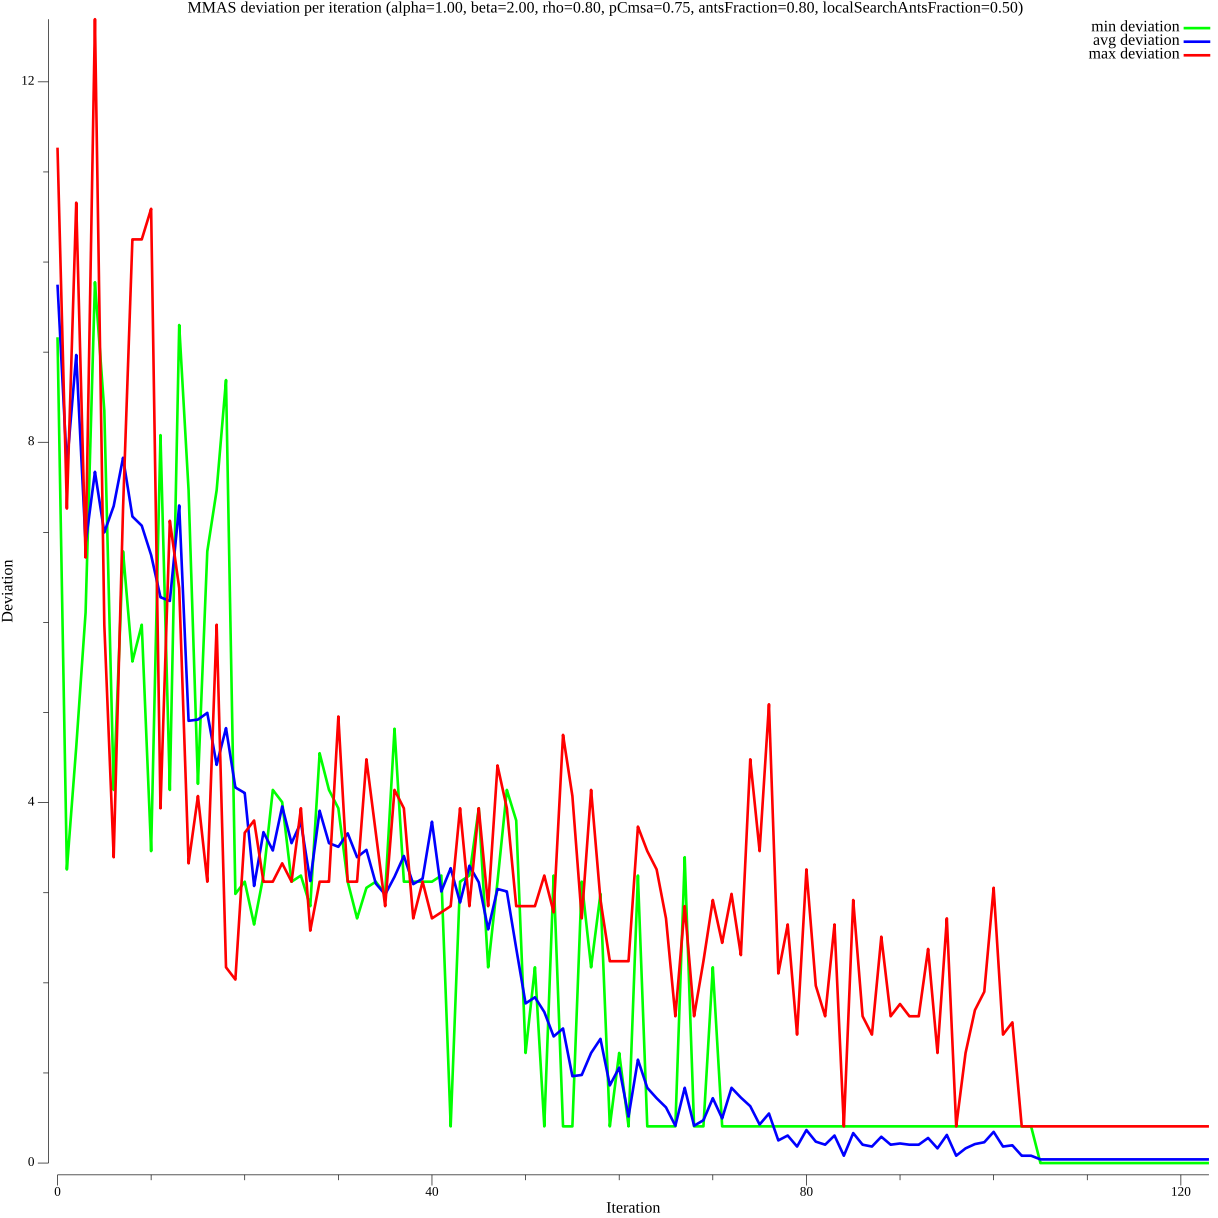 MMAS deviation per iteration (alpha=1.00, beta=2.00, rho=0.80, pCmsa=0.75, antsFraction=0.80, localSearchAntsFraction=0.50)
min deviation
avg deviation
max deviation
12
8
4
0
Deviation
0
40
80
120
Iteration